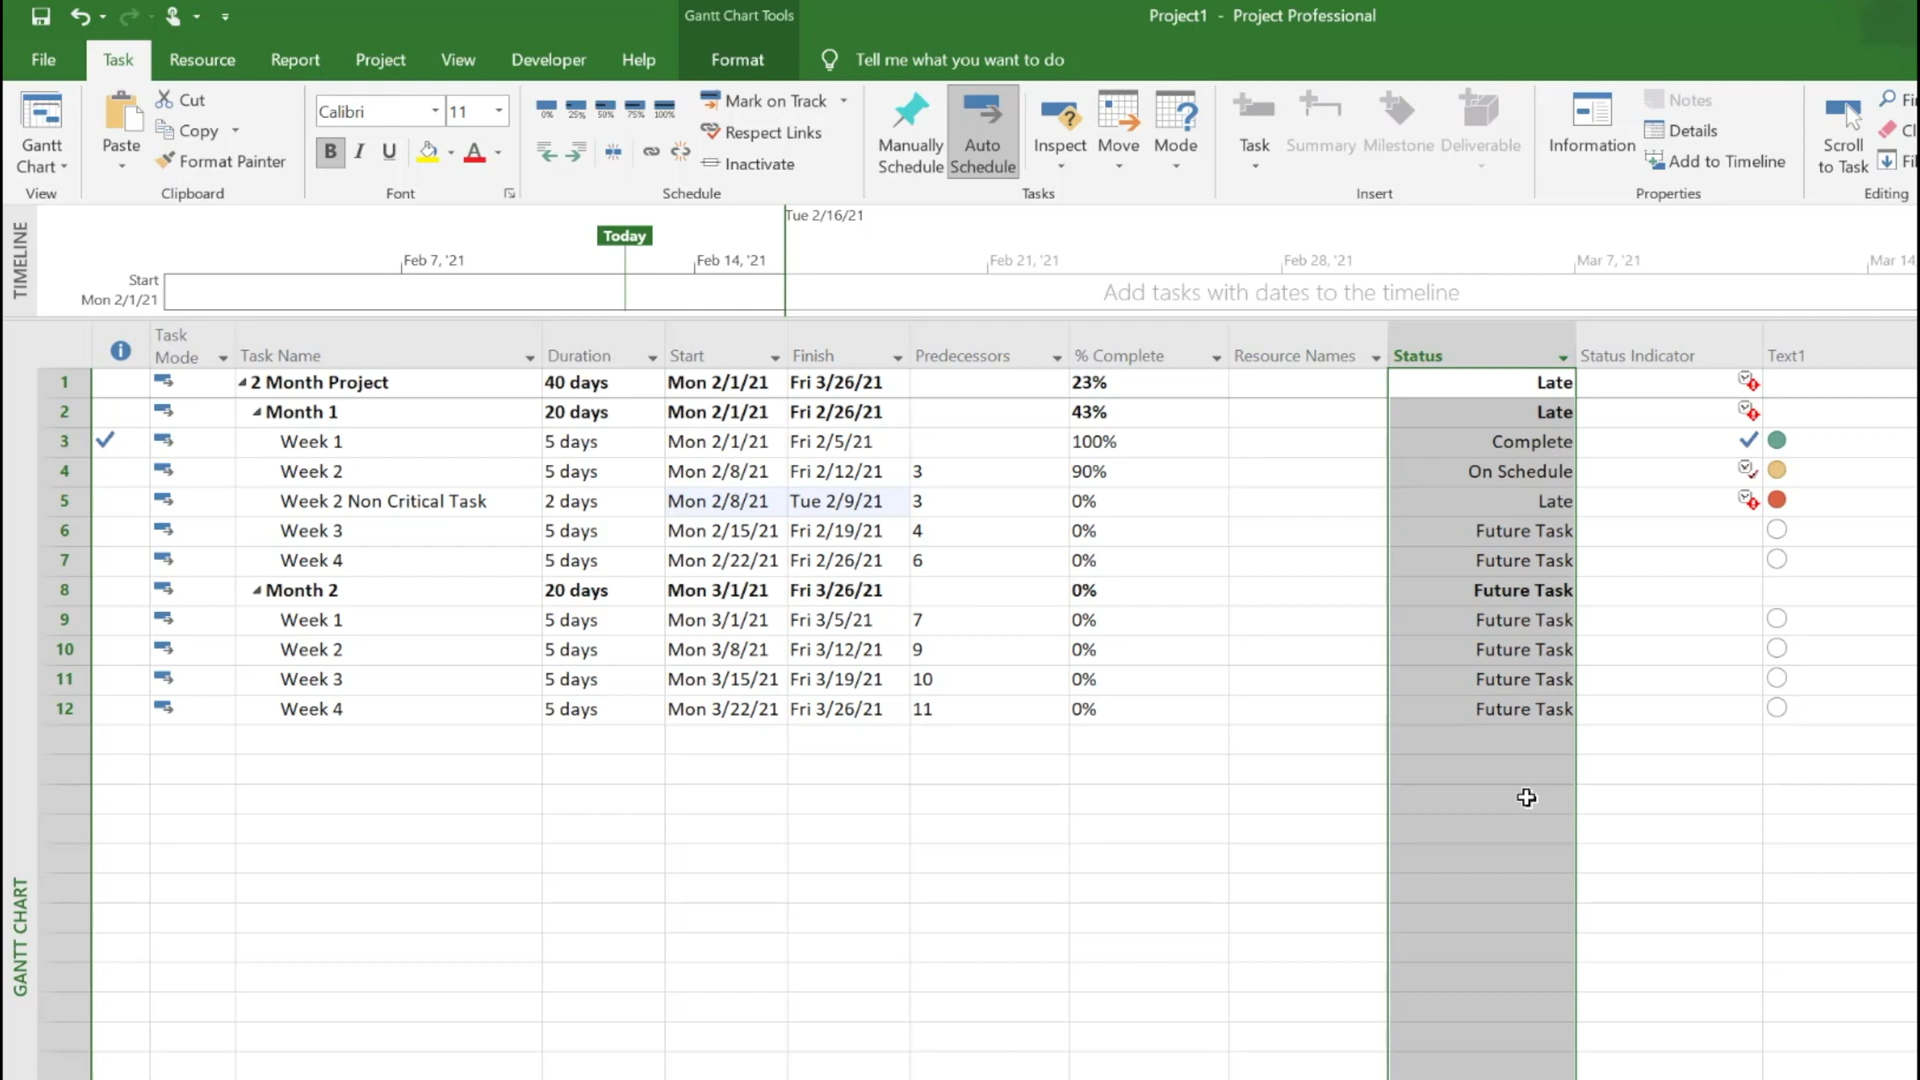 Gantt Chart Tools
Project1 - Project Professional
File Task Resource Report Project View Developer Help Format Tell me what you want to do
Gantt Chart
View
Paste
Cut
Copy
Format Painter
Clipboard
Calibri 11
B I U A
Font
0% 25% 50% 75% 100%
Mark on Track
Respect Links
Inactivate
Schedule
Manually Schedule
Auto Schedule
Inspect
Move
Mode
Tasks
Task
Summary
Milestone
Deliverable
Insert
Information
Notes
Details
Add to Timeline
Properties
Scroll to Task
Editing
TIMELINE
Tue 2/16/21
Today
Feb 7, '21 Feb 14, '21 Feb 21, '21 Feb 28, '21 Mar 7, '21 Mar 14
Start
Mon 2/1/21
Add tasks with dates to the timeline
Task Mode Task Name Duration Start Finish Predecessors % Complete Resource Names Status Status Indicator Text1
1 2 Month Project 40 days Mon 2/1/21 Fri 3/26/21 23% Late
2 Month 1 20 days Mon 2/1/21 Fri 2/26/21 43% Late
3 Week 1 5 days Mon 2/1/21 Fri 2/5/21 100% Complete
4 Week 2 5 days Mon 2/8/21 Fri 2/12/21 3 90% On Schedule
5 Week 2 Non Critical Task 2 days Mon 2/8/21 Tue 2/9/21 3 0% Late
6 Week 3 5 days Mon 2/15/21 Fri 2/19/21 4 0% Future Task
7 Week 4 5 days Mon 2/22/21 Fri 2/26/21 6 0% Future Task
8 Month 2 20 days Mon 3/1/21 Fri 3/26/21 0% Future Task
9 Week 1 5 days Mon 3/1/21 Fri 3/5/21 7 0% Future Task
10 Week 2 5 days Mon 3/8/21 Fri 3/12/21 9 0% Future Task
11 Week 3 5 days Mon 3/15/21 Fri 3/19/21 10 0% Future Task
12 Week 4 5 days Mon 3/22/21 Fri 3/26/21 11 0% Future Task
GANTT CHART